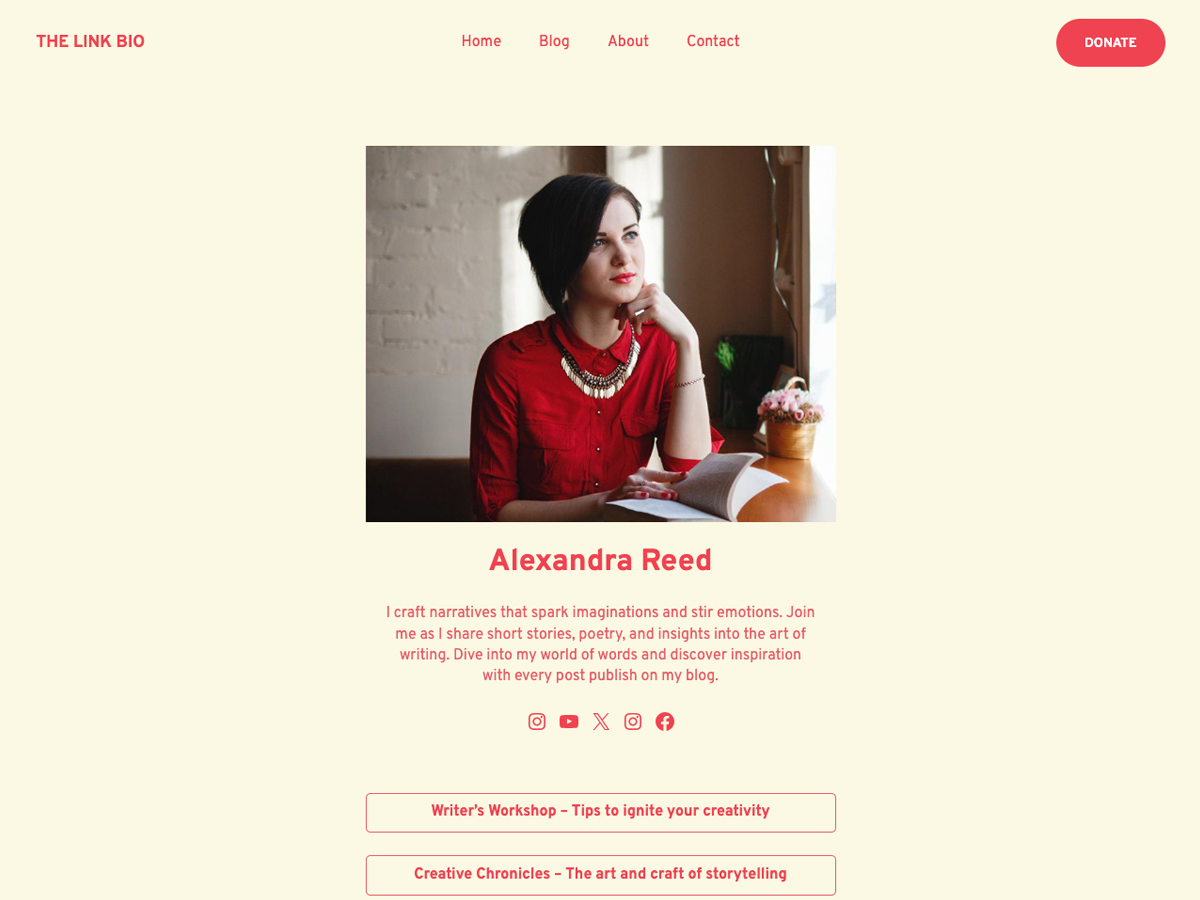 THE LINK BIO
Home
Blog
About
Contact
DONATE
Alexandra Reed
I craft narratives that spark imaginations and stir emotions. Join
me as I share short stories, poetry, and insights into the art of
writing. Dive into my world of words and discover inspiration
with every post publish on my blog.
Writer’s Workshop – Tips to ignite your creativity
Creative Chronicles – The art and craft of storytelling